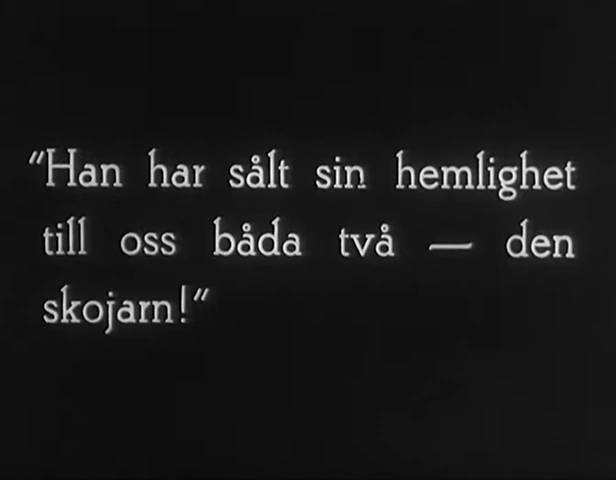 "Han har sålt sin hemlighet
till oss båda två — den
skojarn!"